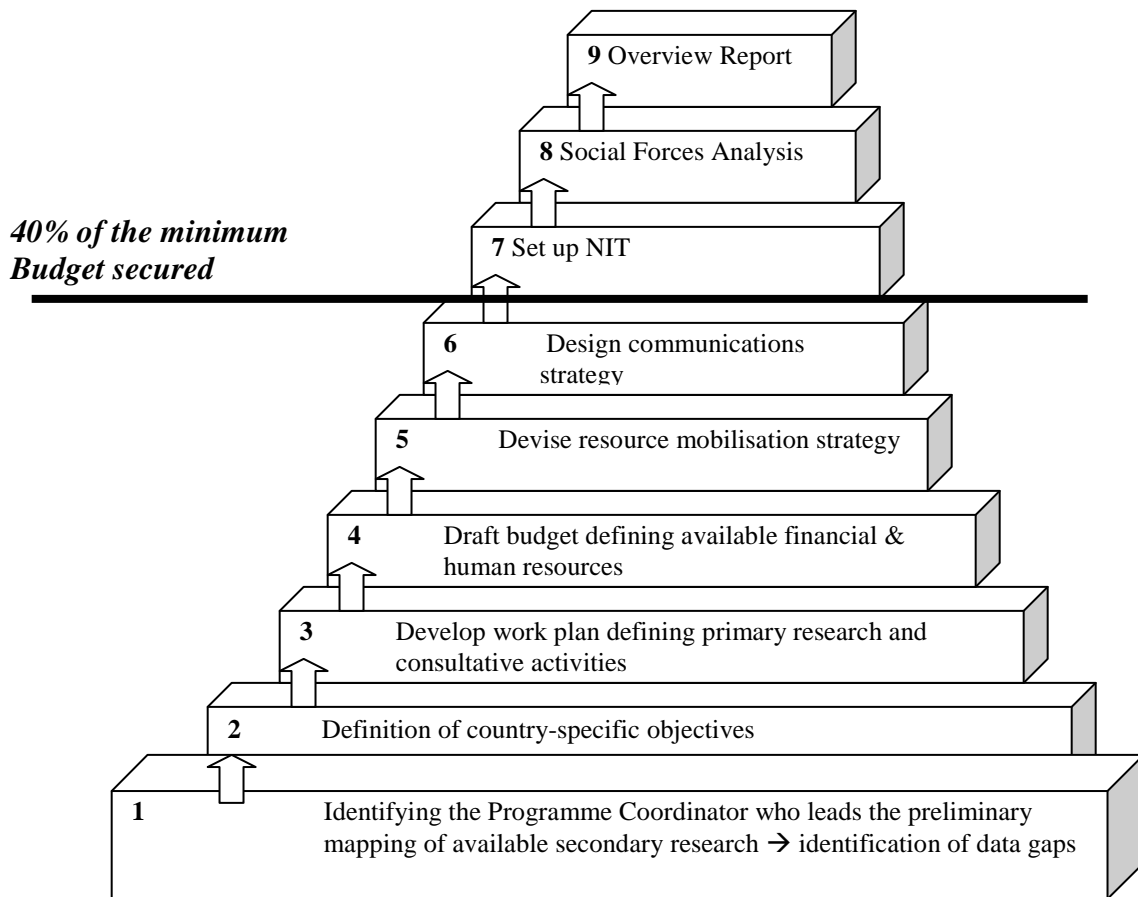 9 Overview Report
8 Social Forces Analysis
40% of the minimum
Budget secured
7 Set up NIT
6 Design communications
strategy
5 Devise resource mobilisation strategy
4 Draft budget defining available financial &
human resources
3 Develop work plan defining primary research and
consultative activities
2 Definition of country-specific objectives
1 Identifying the Programme Coordinator who leads the preliminary
mapping of available secondary research → identification of data gaps